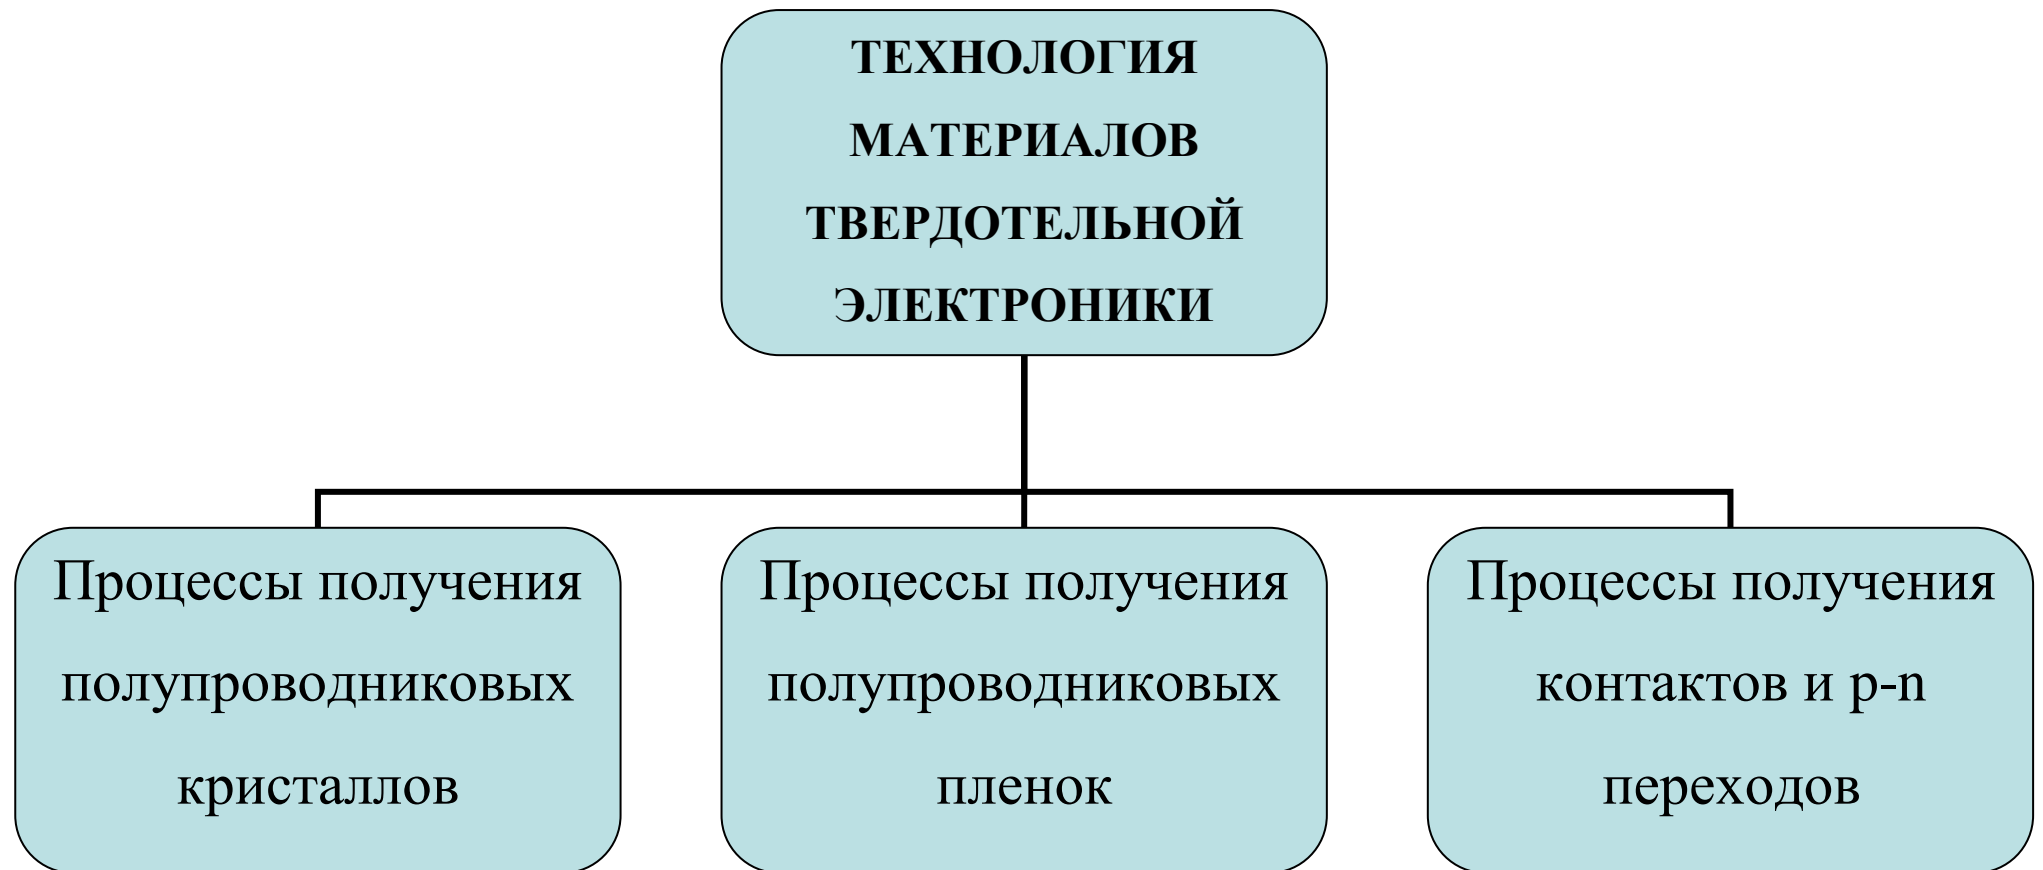 ТЕХНОЛОГИЯ
МАТЕРИАЛОВ
ТВЕРДОТЕЛЬНОЙ
ЭЛЕКТРОНИКИ
Процессы получения
полупроводниковых
кристаллов
Процессы получения
полупроводниковых
пленок
Процессы получения
контактов и p-n
переходов